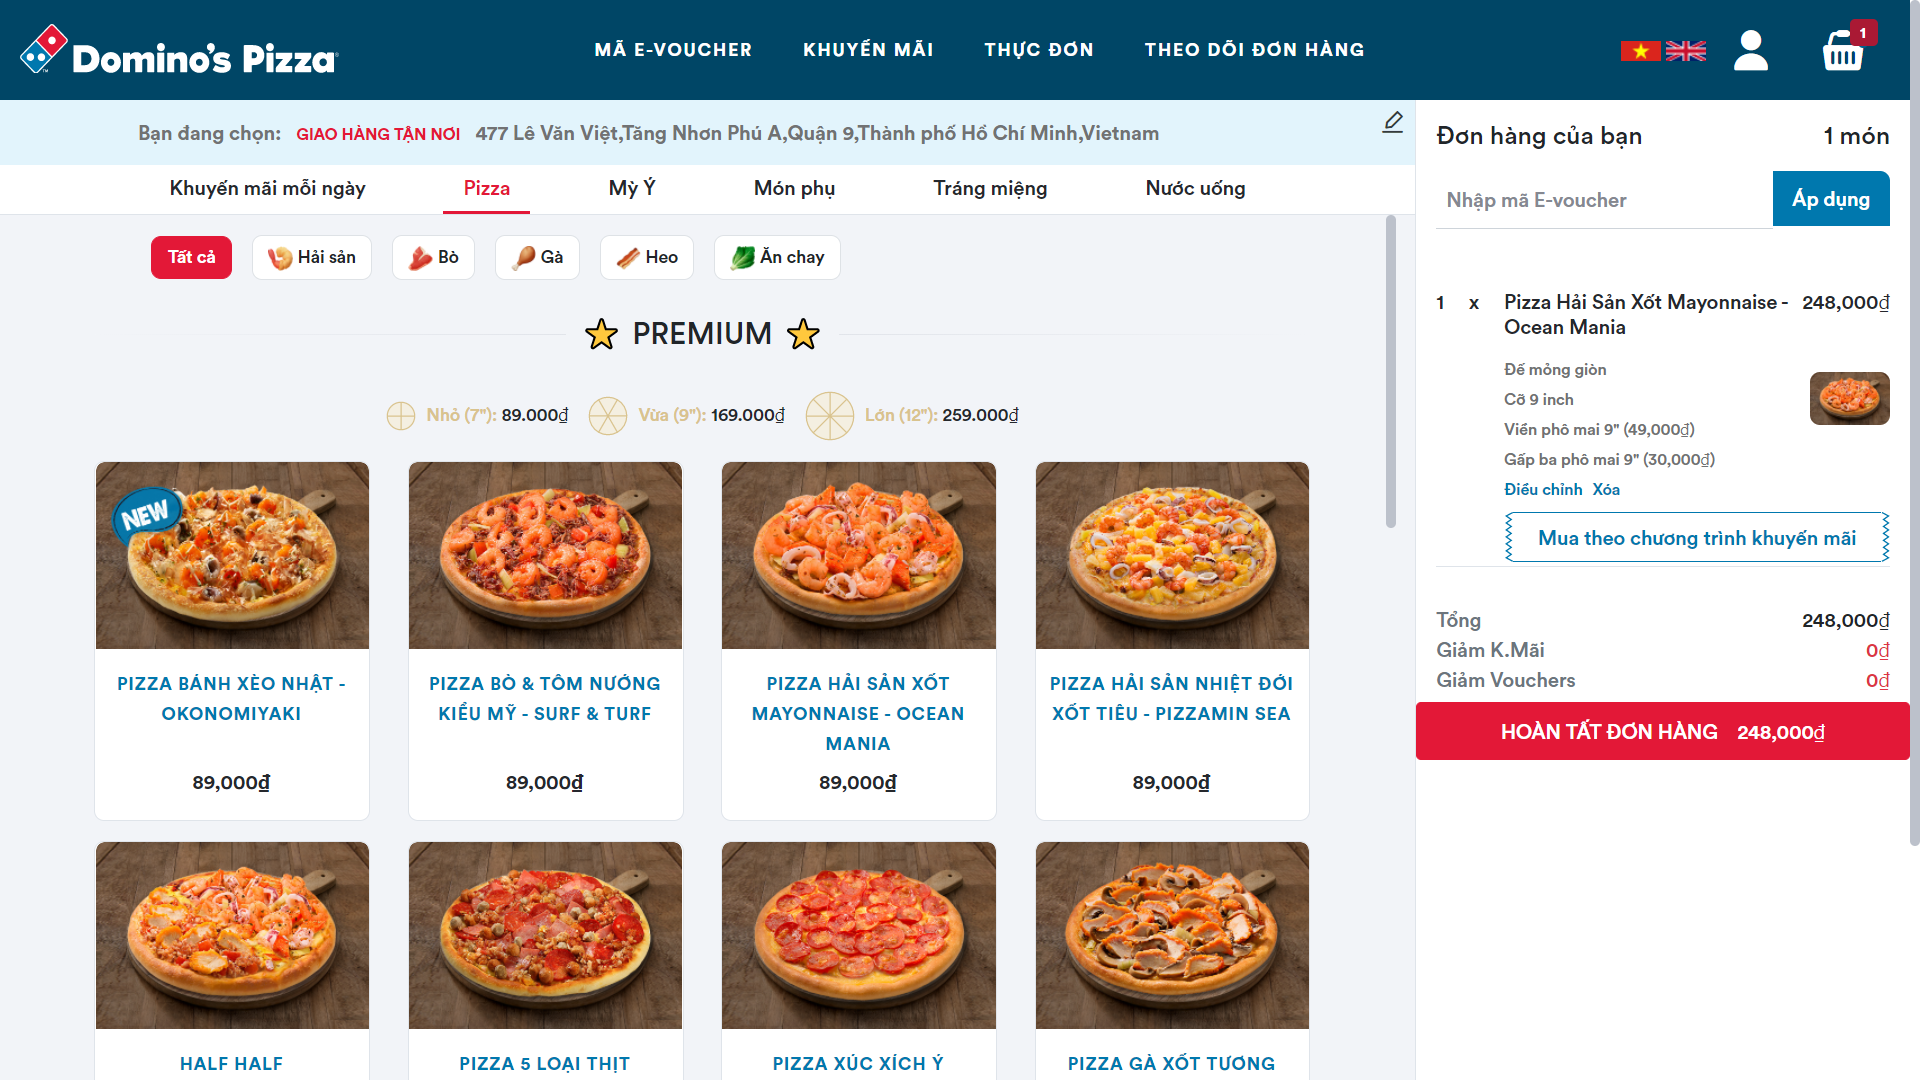 Domino's Pizza
MÃ E-VOUCHER
KHUYẾN MÃI
THỰC ĐƠN
THEO DÕI ĐƠN HÀNG
1
Bạn đang chọn: GIAO HÀNG TẬN NƠI 477 Lê Văn Việt,Tăng Nhơn Phú A,Quận 9,Thành phố Hồ Chí Minh,Vietnam
Khuyến mãi mỗi ngày
Pizza
Mỳ Ý
Món phụ
Tráng miệng
Nước uống
Tất cả
Hải sản
Bò
Gà
Heo
Ăn chay
PREMIUM
Nhỏ (7"): 89.000₫
Vừa (9"): 169.000₫
Lớn (12"): 259.000₫
NEW
PIZZA BÁNH XÈO NHẬT -
OKONOMIYAKI
89,000₫
PIZZA BÒ & TÔM NƯỚNG
KIỂU MỸ - SURF & TURF
89,000₫
PIZZA HẢI SẢN XỐT
MAYONNAISE - OCEAN
MANIA
89,000₫
PIZZA HẢI SẢN NHIỆT ĐỚI
XỐT TIÊU - PIZZAMIN SEA
89,000₫
HALF HALF
PIZZA 5 LOẠI THỊT
PIZZA XÚC XÍCH Ý
PIZZA GÀ XỐT TƯƠNG
Đơn hàng của bạn
1 món
Nhập mã E-voucher
Áp dụng
1 x Pizza Hải Sản Xốt Mayonnaise - 248,000₫
Ocean Mania
Đế mỏng giòn
Cỡ 9 inch
Viền phô mai 9" (49,000₫)
Gấp ba phô mai 9" (30,000₫)
Điều chỉnh Xóa
Mua theo chương trình khuyến mãi
Tổng 248,000₫
Giảm K.Mãi 0₫
Giảm Vouchers 0₫
HOÀN TẤT ĐƠN HÀNG 248,000₫